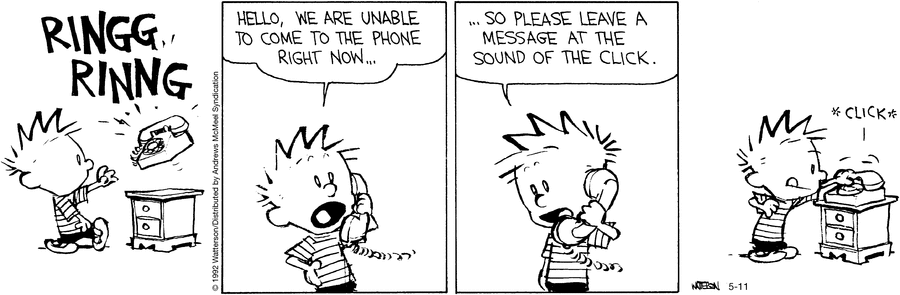 RINGG
RINNG
HELLO, WE ARE UNABLE
TO COME TO THE PHONE
RIGHT NOW...
...SO PLEASE LEAVE A
MESSAGE AT THE
SOUND OF THE CLICK.
*CLICK*
© 1992 Watterson/Distributed by Andrews McMeel Syndication
WATTERSON 5-11